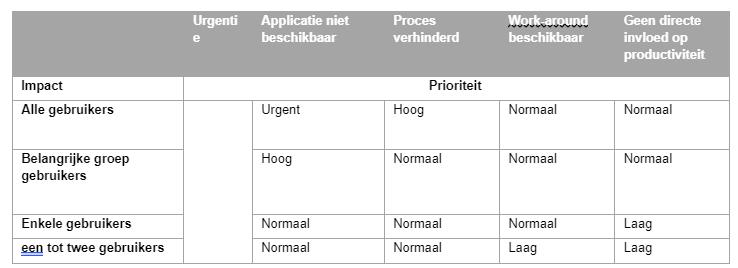 Urgenti
e
Applicatie niet
beschikbaar
Proces
verhinderd
Work-around
beschikbaar
Geen directe
invloed op
productiviteit
Impact
Prioriteit
Alle gebruikers
Urgent
Hoog
Normaal
Normaal
Belangrijke groep
gebruikers
Hoog
Normaal
Normaal
Normaal
Enkele gebruikers
Normaal
Normaal
Normaal
Laag
een tot twee gebruikers
Normaal
Normaal
Laag
Laag